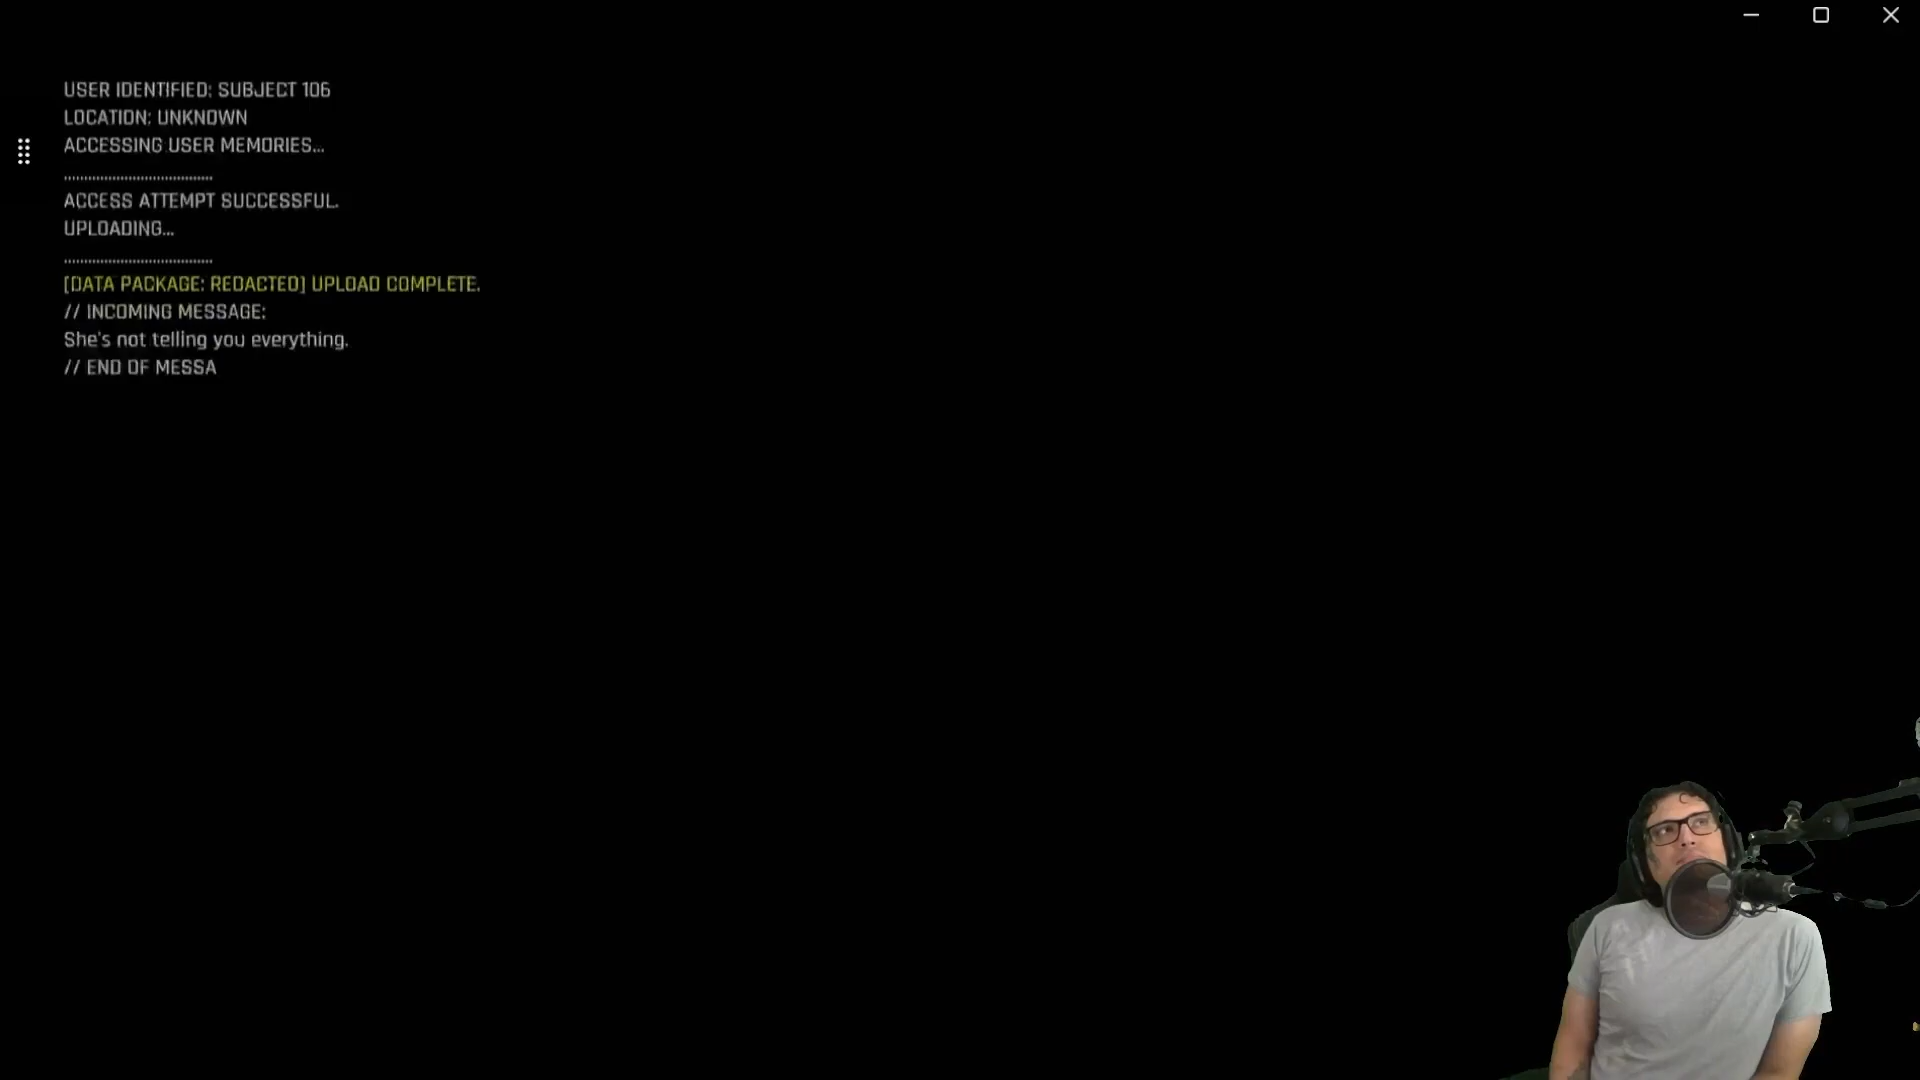 USER IDENTIFIED: SUBJECT 106
LOCATION: UNKNOWN
ACCESSING USER MEMORIES...
.....................................
ACCESS ATTEMPT SUCCESSFUL.
UPLOADING...
.....................................
[DATA PACKAGE: REDACTED] UPLOAD COMPLETE.
// INCOMING MESSAGE:
She's not telling you everything.
// END OF MESSA